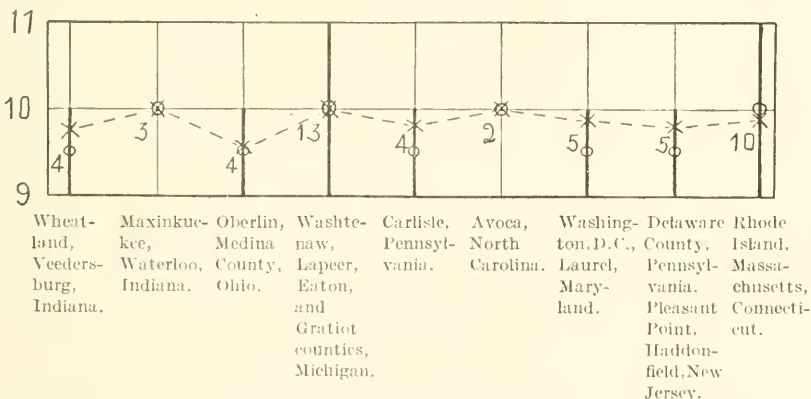 11
10
9
4
3
4
13
4
2
5
5
10
Wheat-
land,
Veeders-
burg,
Indiana.
Maxinkuc-
kee,
Waterloo,
Indiana.
Oberlin,
Medina
County,
Ohio.
Washte-
naw,
Lapeer,
Eaton,
and
Gratiot
counties,
Michigan.
Carlisle,
Pennsyl-
vania.
Avoca,
North
Carolina.
Washing-
ton, D.C.,
Laurel,
Mary-
land.
Delaware
County,
Pennsyl-
vania.
Pleasant
Point,
Haddon-
field, New
Jersey.
Rhode
Island,
Massa-
chusetts,
Connecti-
cut.